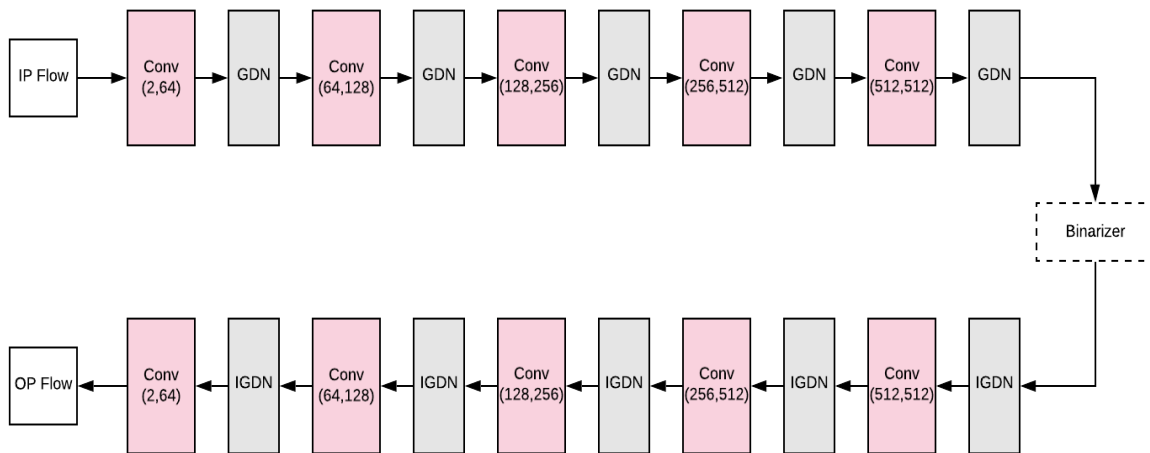 IP Flow
Conv
(2,64)
GDN
Conv
(64,128)
GDN
Conv
(128,256)
GDN
Conv
(256,512)
GDN
Conv
(512,512)
GDN
Binarizer
OP Flow
Conv
(2,64)
IGDN
Conv
(64,128)
IGDN
Conv
(128,256)
IGDN
Conv
(256,512)
IGDN
Conv
(512,512)
IGDN